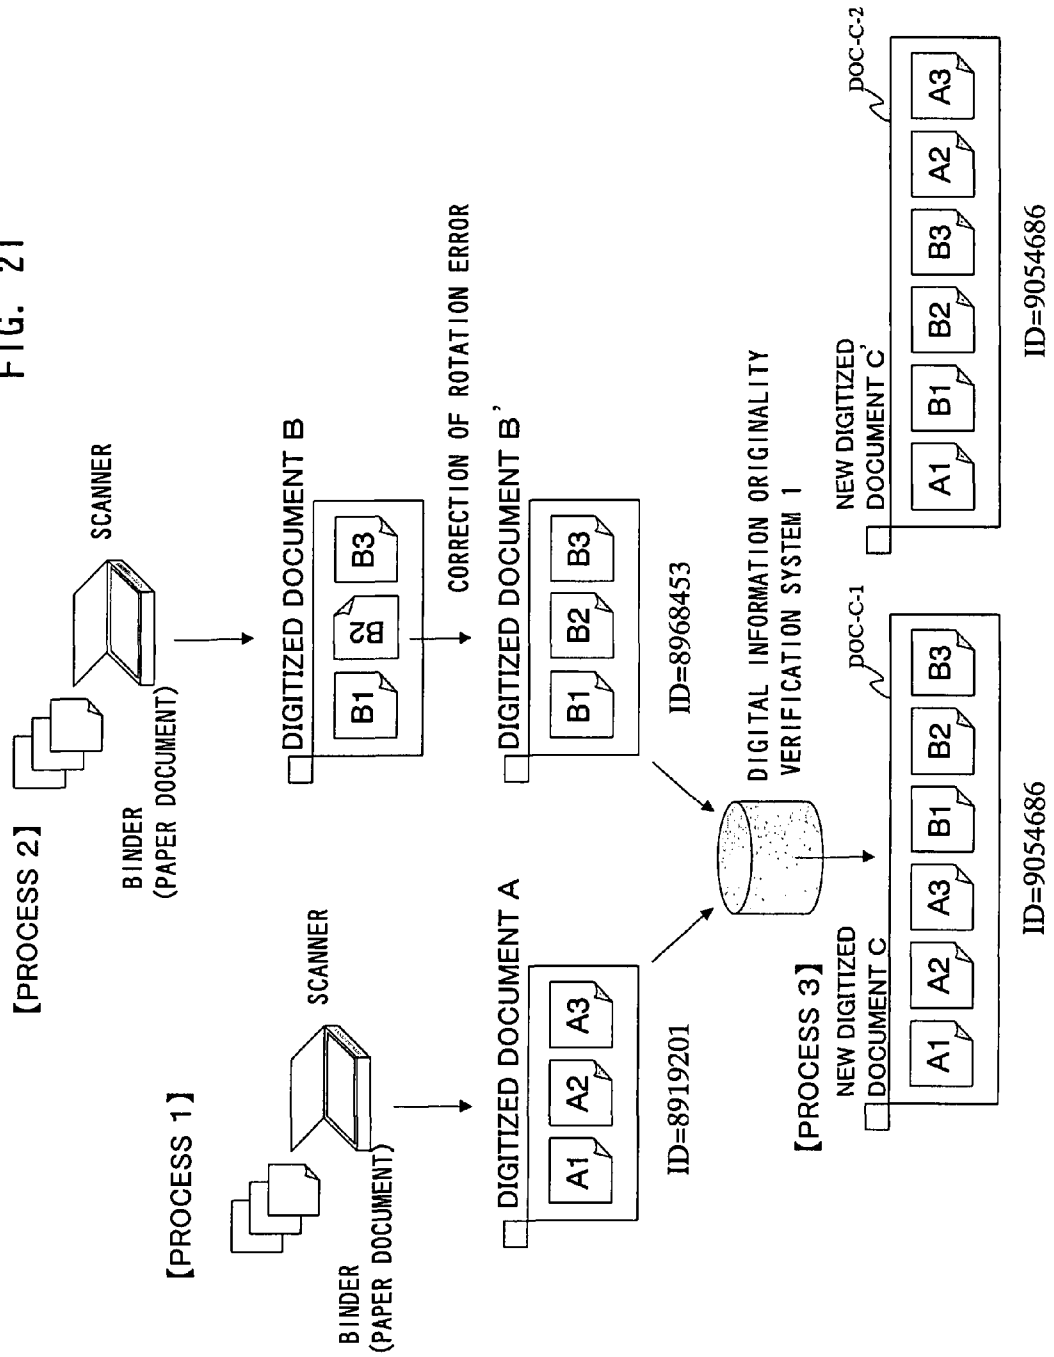 FIG. 21
[PROCESS 2]
BINDER
(PAPER DOCUMENT)
SCANNER
DIGITIZED DOCUMENT B
B1
B2
B3
CORRECTION OF ROTATION ERROR
DIGITIZED DOCUMENT B'
B1
B2
B3
ID=8968453
[PROCESS 1]
BINDER
(PAPER DOCUMENT)
SCANNER
DIGITIZED DOCUMENT A
A1
A2
A3
ID=8919201
DIGITAL INFORMATION ORIGINALITY
VERIFICATION SYSTEM 1
[PROCESS 3]
NEW DIGITIZED
DOCUMENT C
DOC-C-1
A1
A2
A3
B1
B2
B3
ID=9054686
NEW DIGITIZED
DOCUMENT C'
DOC-C-2
A1
B1
B2
B3
A2
A3
ID=9054686